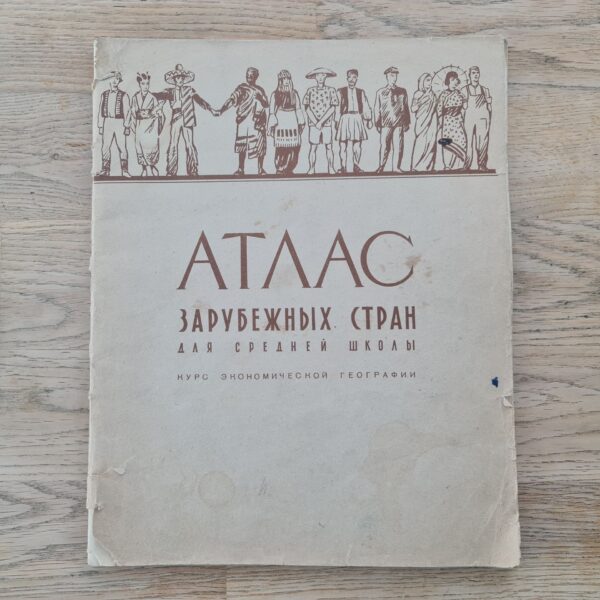 АТЛАС
ЗАРУБЕЖНЫХ СТРАН
ДЛЯ СРЕДНЕЙ ШКОЛЫ
КУРС ЭКОНОМИЧЕСКОЙ ГЕОГРАФИИ